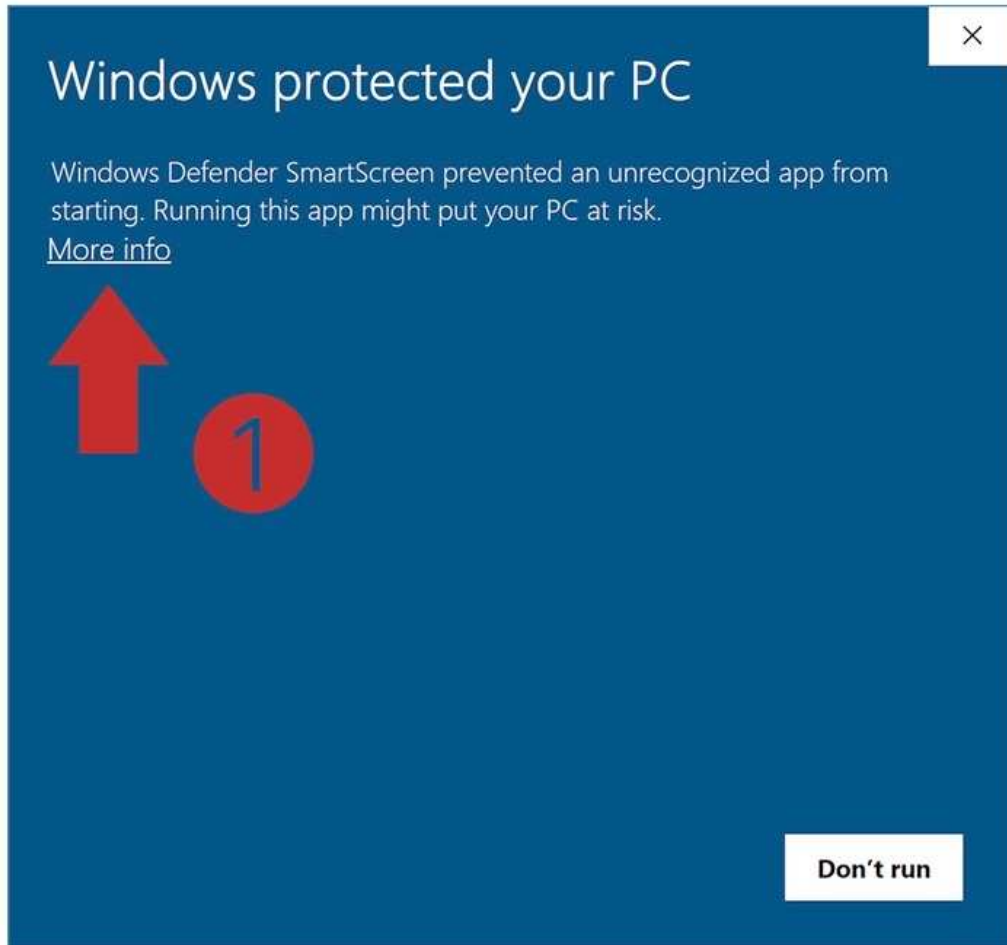 Windows protected your PC
Windows Defender SmartScreen prevented an unrecognized app from
starting. Running this app might put your PC at risk.
More info
1
Don't run